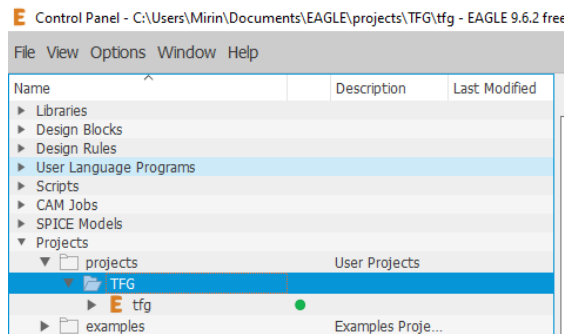 Control Panel - C:\Users\Mirin\Documents\EAGLE\projects\TFG\tfg - EAGLE 9.6.2 free
File View Options Window Help
Name Description Last Modified
Libraries
Design Blocks
Design Rules
User Language Programs
Scripts
CAM Jobs
SPICE Models
Projects
projects User Projects
TFG
tfg
examples Examples Proje...